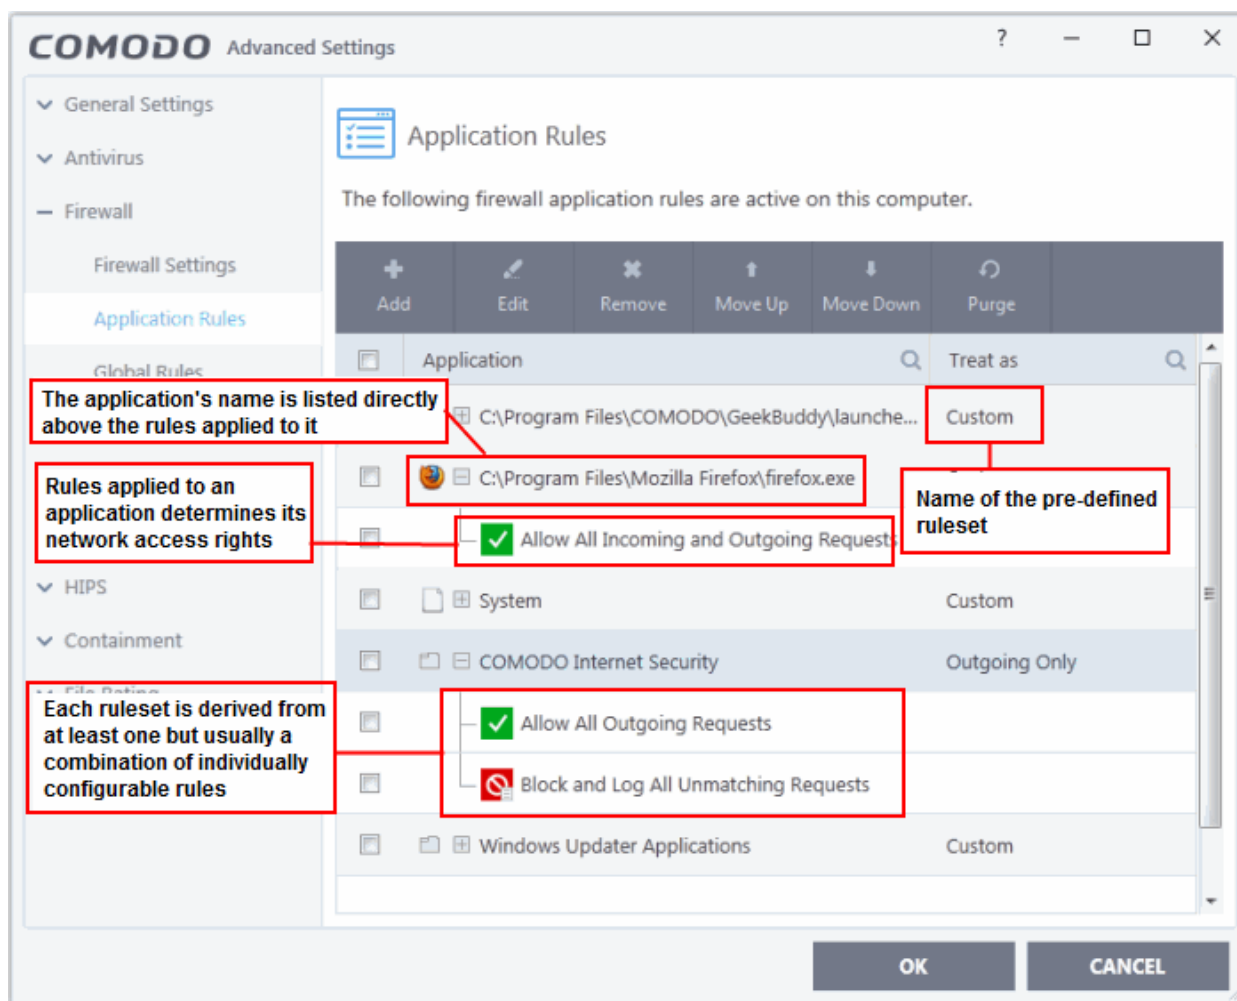 COMODO Advanced Settings
General Settings
Antivirus
Firewall
Firewall Settings
Application Rules
Global Rules
HIPS
Containment
File Rating
Application Rules
The following firewall application rules are active on this computer.
Add Edit Remove Move Up Move Down Purge
Application Treat as
C:\Program Files\COMODO\GeekBuddy\launche... Custom
C:\Program Files\Mozilla Firefox\firefox.exe
Allow All Incoming and Outgoing Requests
System Custom
COMODO Internet Security Outgoing Only
Allow All Outgoing Requests
Block and Log All Unmatching Requests
Windows Updater Applications Custom
The application's name is listed directly
above the rules applied to it
Rules applied to an
application determines its
network access rights
Name of the pre-defined
ruleset
Each ruleset is derived from
at least one but usually a
combination of individually
configurable rules
OK CANCEL